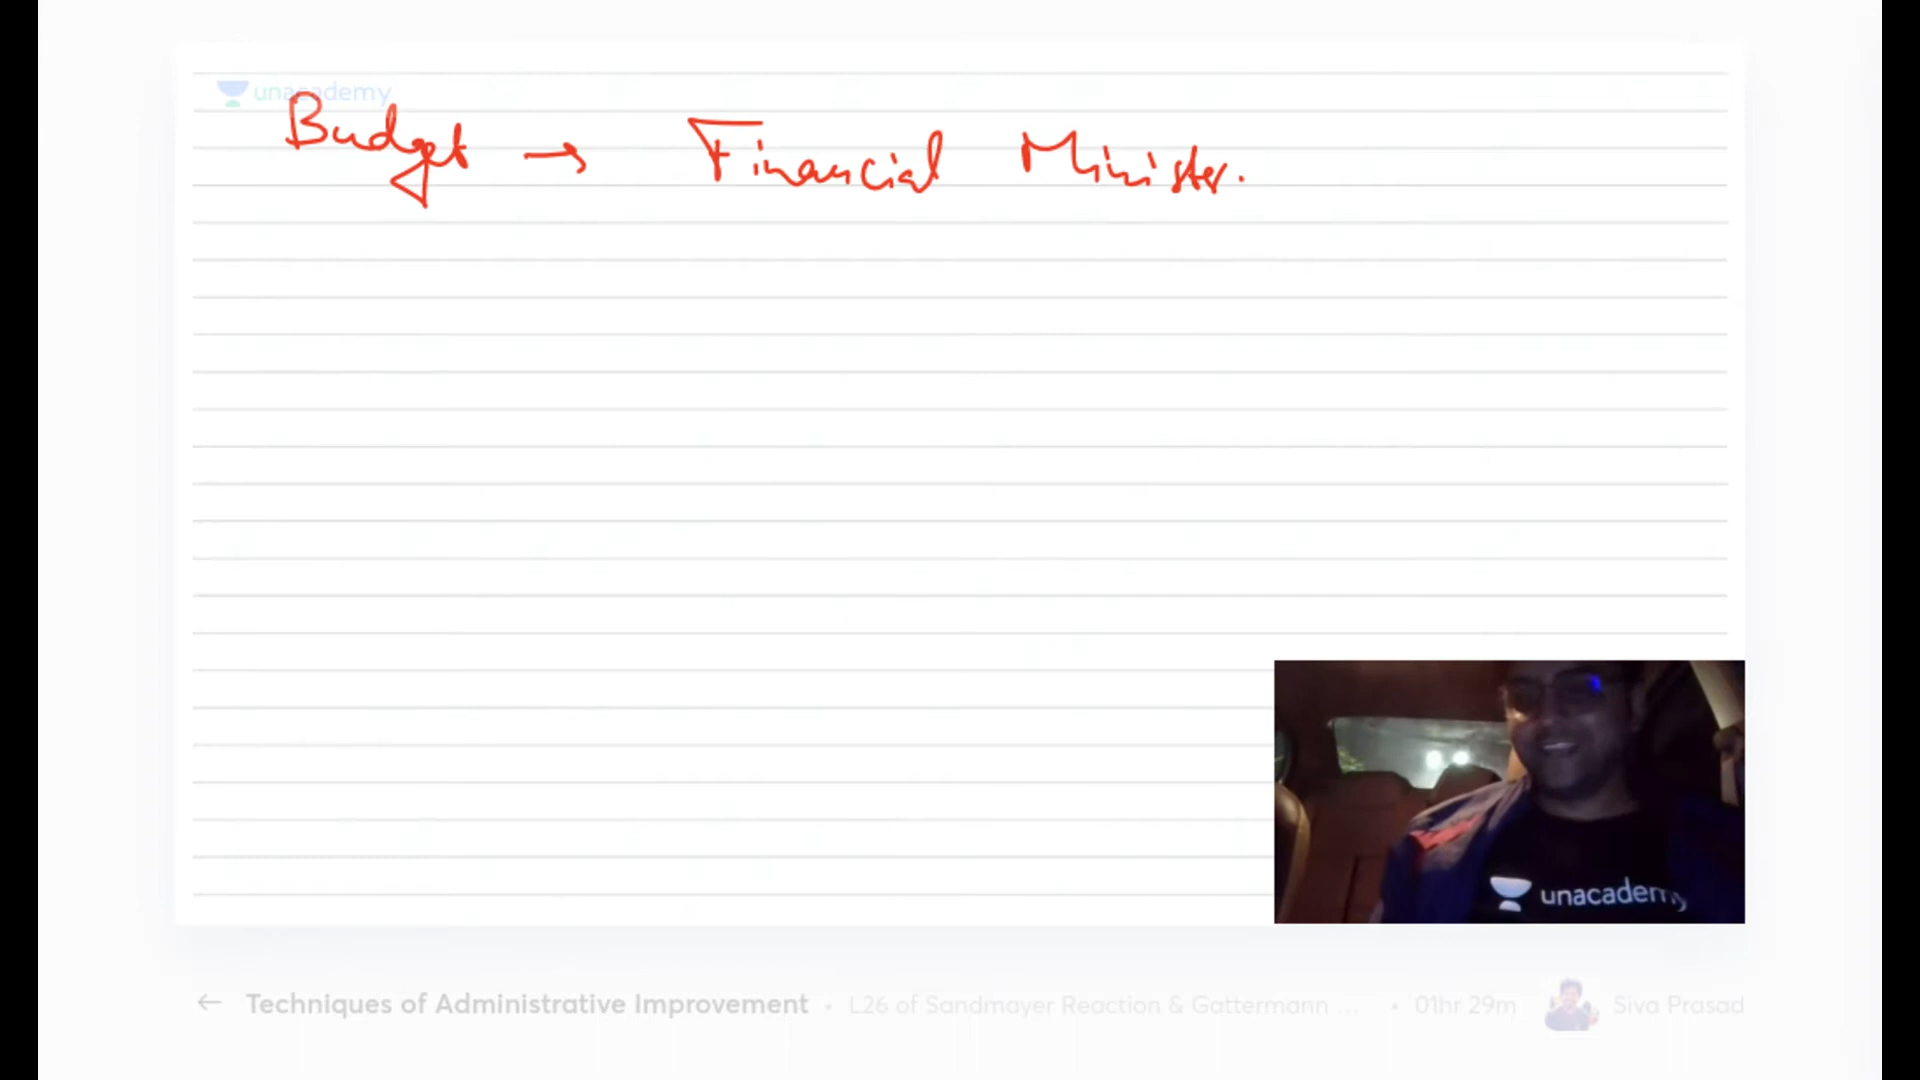 unacademy
Budget → Financial Minister.
unacademy
← Techniques of Administrative Improvement • L26 of Sandmayer Reaction & Gattermann ... • 01hr 29m Siva Prasad